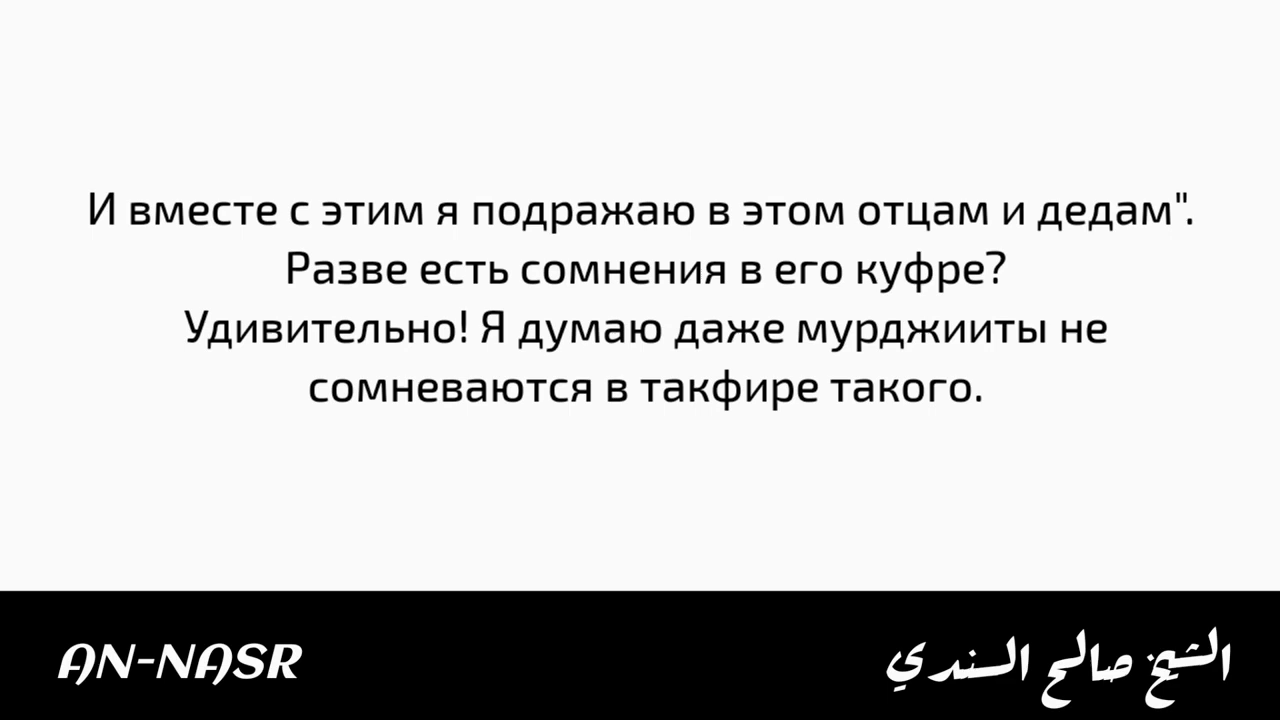 И вместе с этим я подражаю в этом отцам и дедам".
Разве есть сомнения в его куфре?
Удивительно! Я думаю даже мурджииты не
сомневаются в такфире такого.
AN-NASR
الشيخ صالح السندي